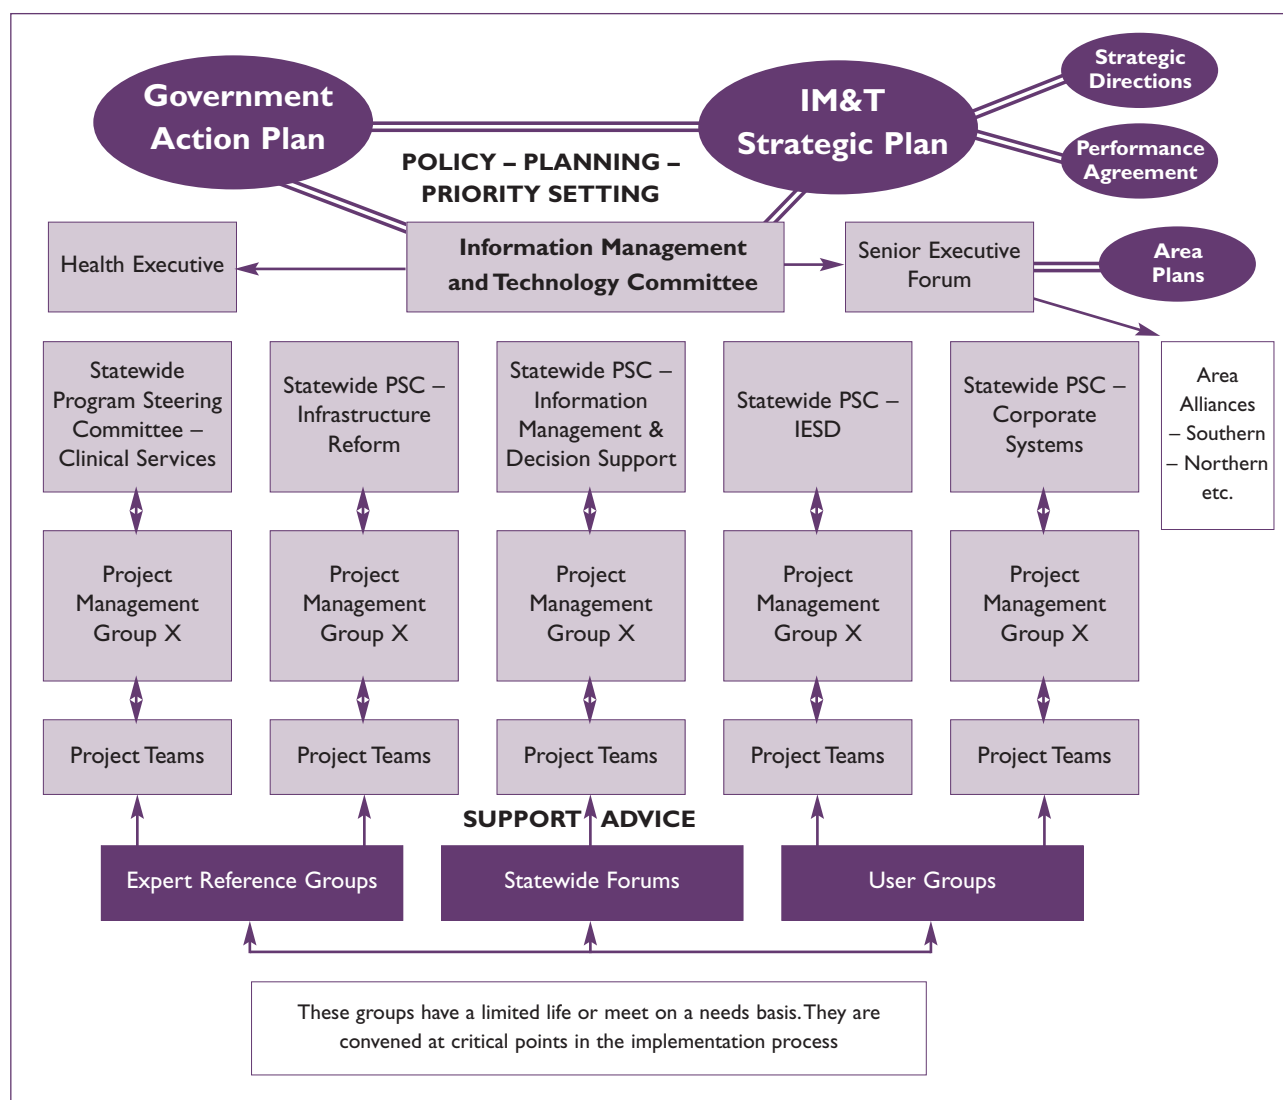 Government
Action Plan
IM&T
Strategic Plan
Strategic
Directions
Performance
Agreement
POLICY – PLANNING –
PRIORITY SETTING
Health Executive
Information Management
and Technology Committee
Senior Executive
Forum
Area
Plans
Statewide
Program Steering
Committee –
Clinical Services
Statewide PSC –
Infrastructure
Reform
Statewide PSC –
Information
Management &
Decision Support
Statewide PSC –
IESD
Statewide PSC –
Corporate
Systems
Area
Alliances
– Southern
– Northern
etc.
Project
Management
Group X
Project
Management
Group X
Project
Management
Group X
Project
Management
Group X
Project
Management
Group X
Project Teams
Project Teams
Project Teams
Project Teams
Project Teams
SUPPORT ADVICE
Expert Reference Groups
Statewide Forums
User Groups
These groups have a limited life or meet on a needs basis. They are
convened at critical points in the implementation process